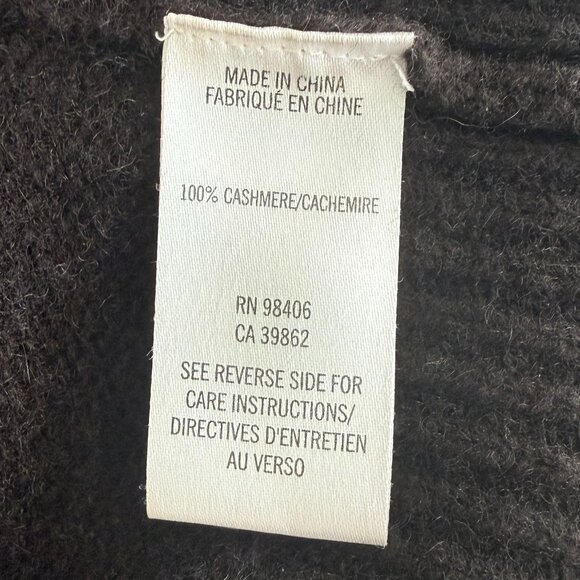 MADE IN CHINA
FABRIQUÉ EN CHINE
100% CASHMERE/CACHEMIRE
RN 98406
CA 39862
SEE REVERSE SIDE FOR
CARE INSTRUCTIONS/
DIRECTIVES D'ENTRETIEN
AU VERSO